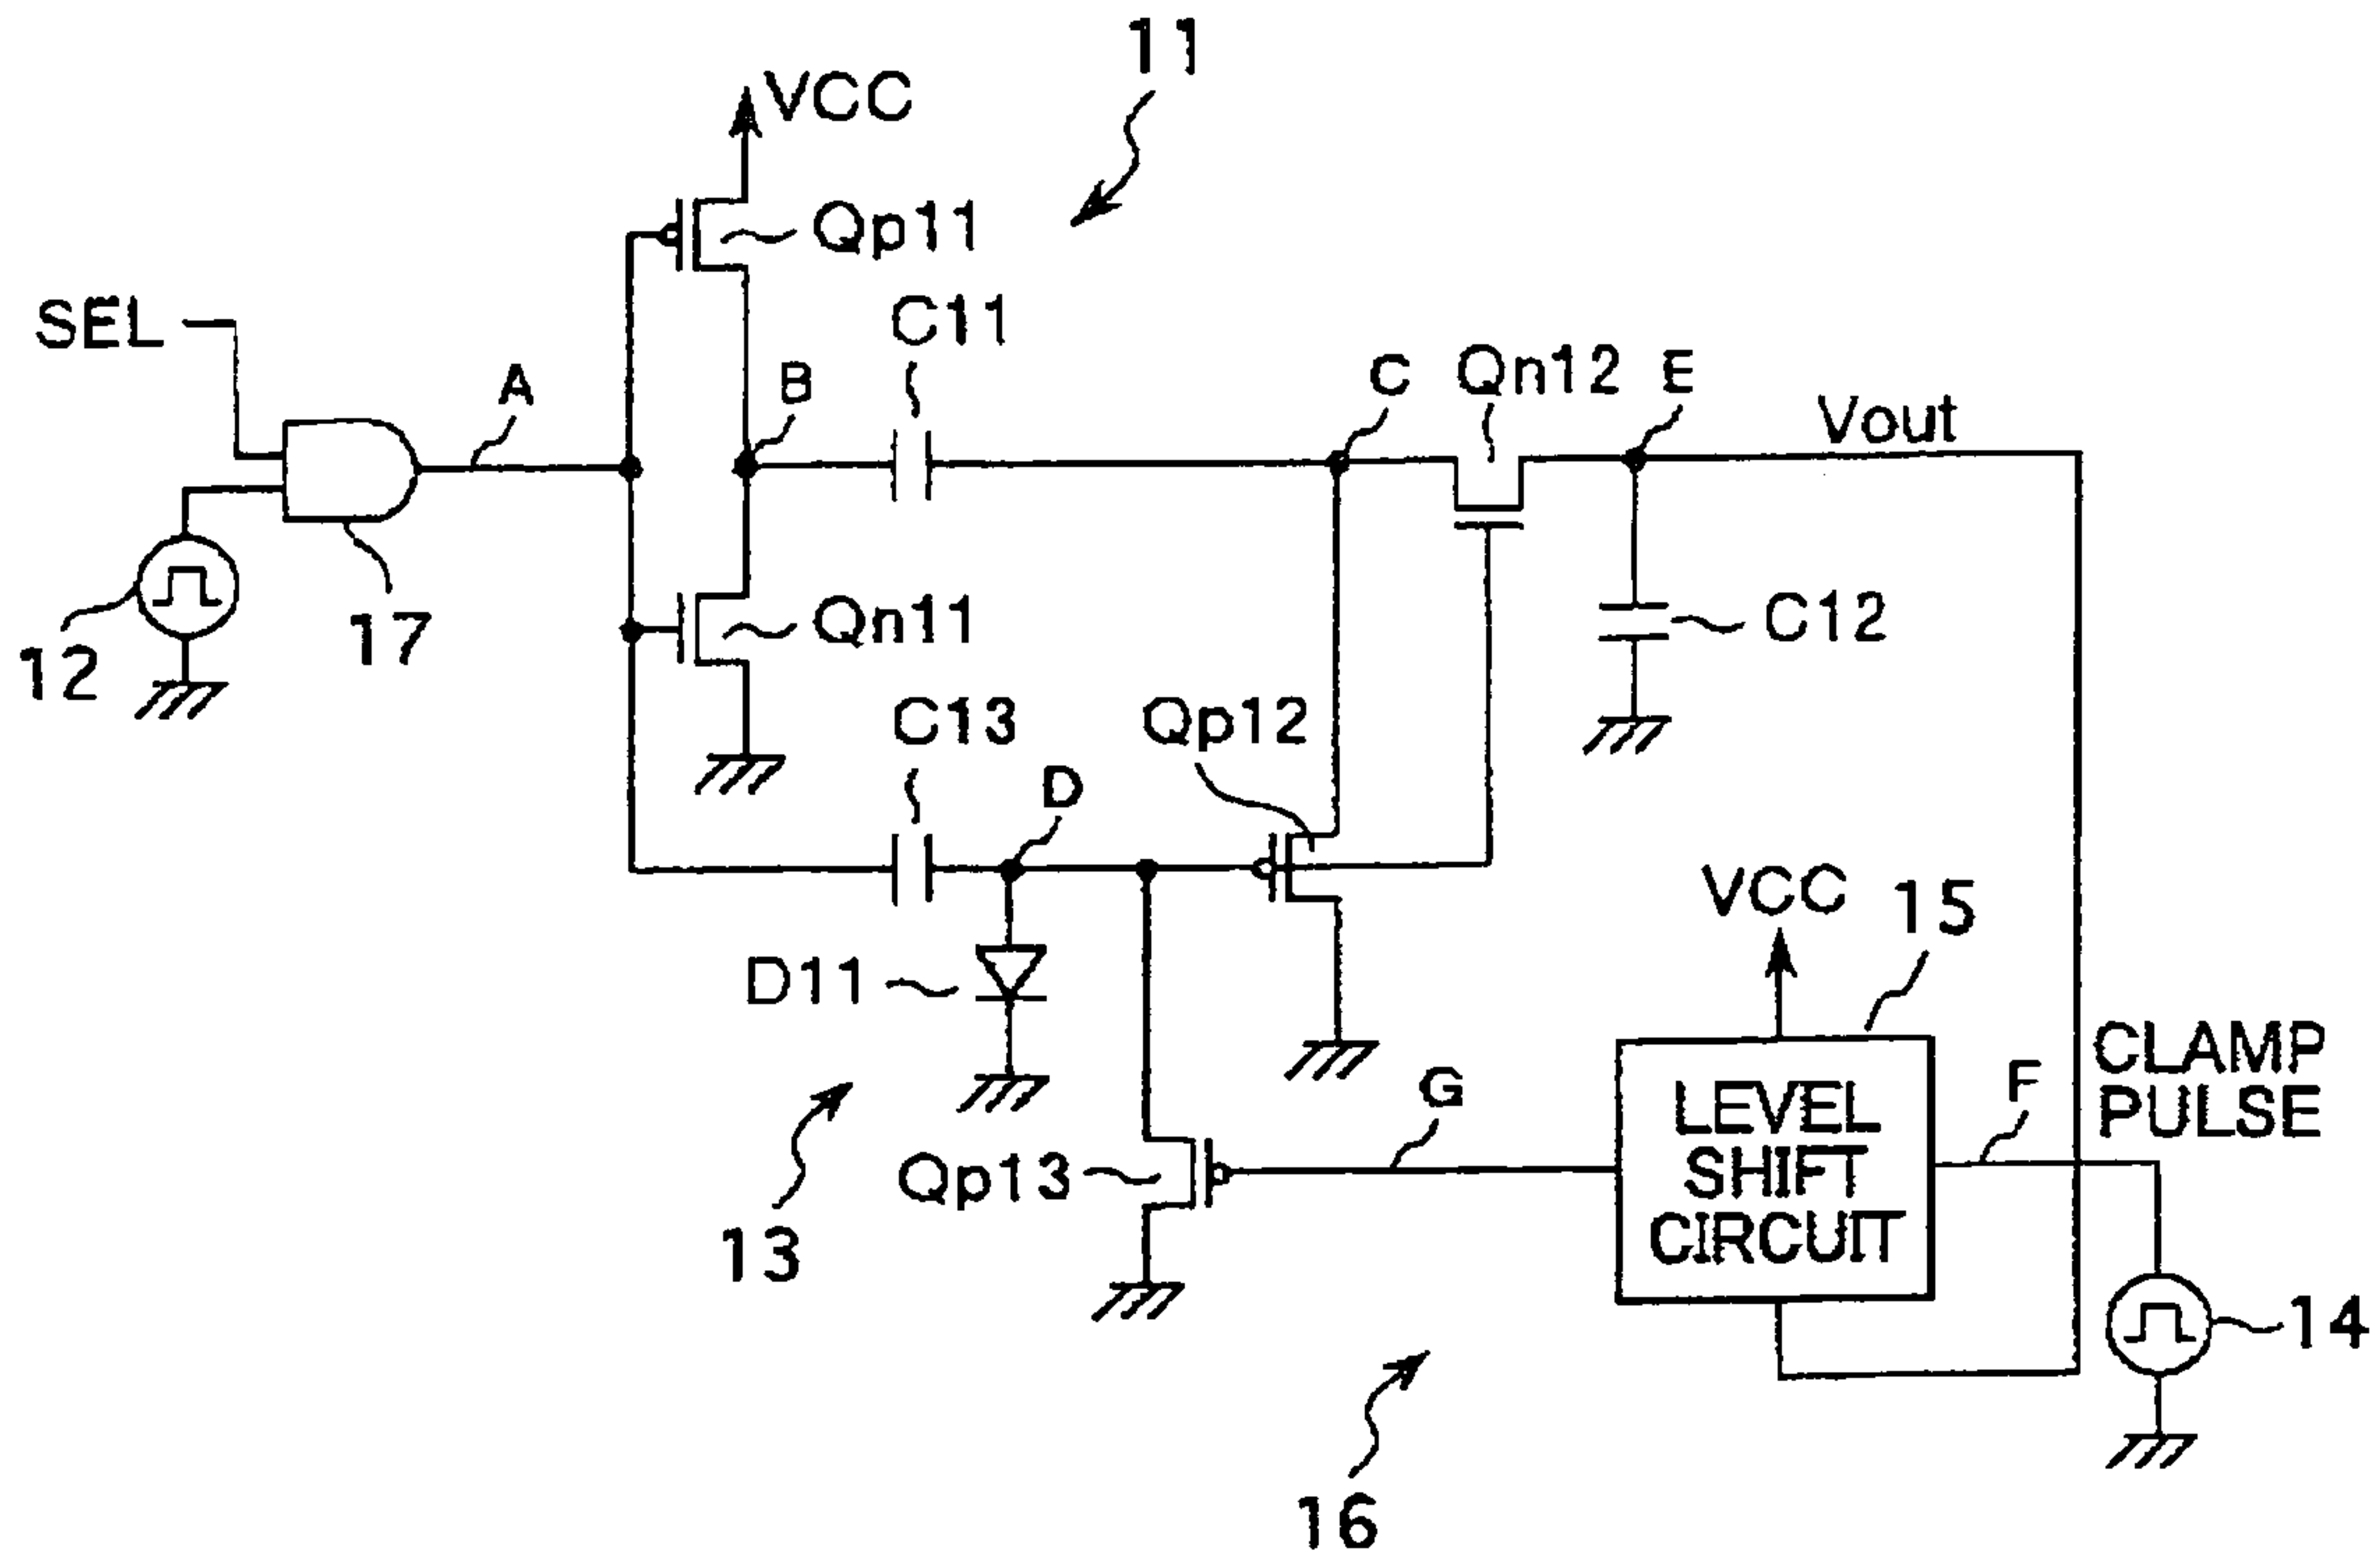 11
VCC
Qp11
SEL
C11
A
B
C
Qn12
E
Vout
17
12
Qn11
C12
C13
Qp12
D
VCC
15
D11
CLAMP
PULSE
G
F
LEVEL
SHIFT
CIRCUIT
Qp13
13
14
16